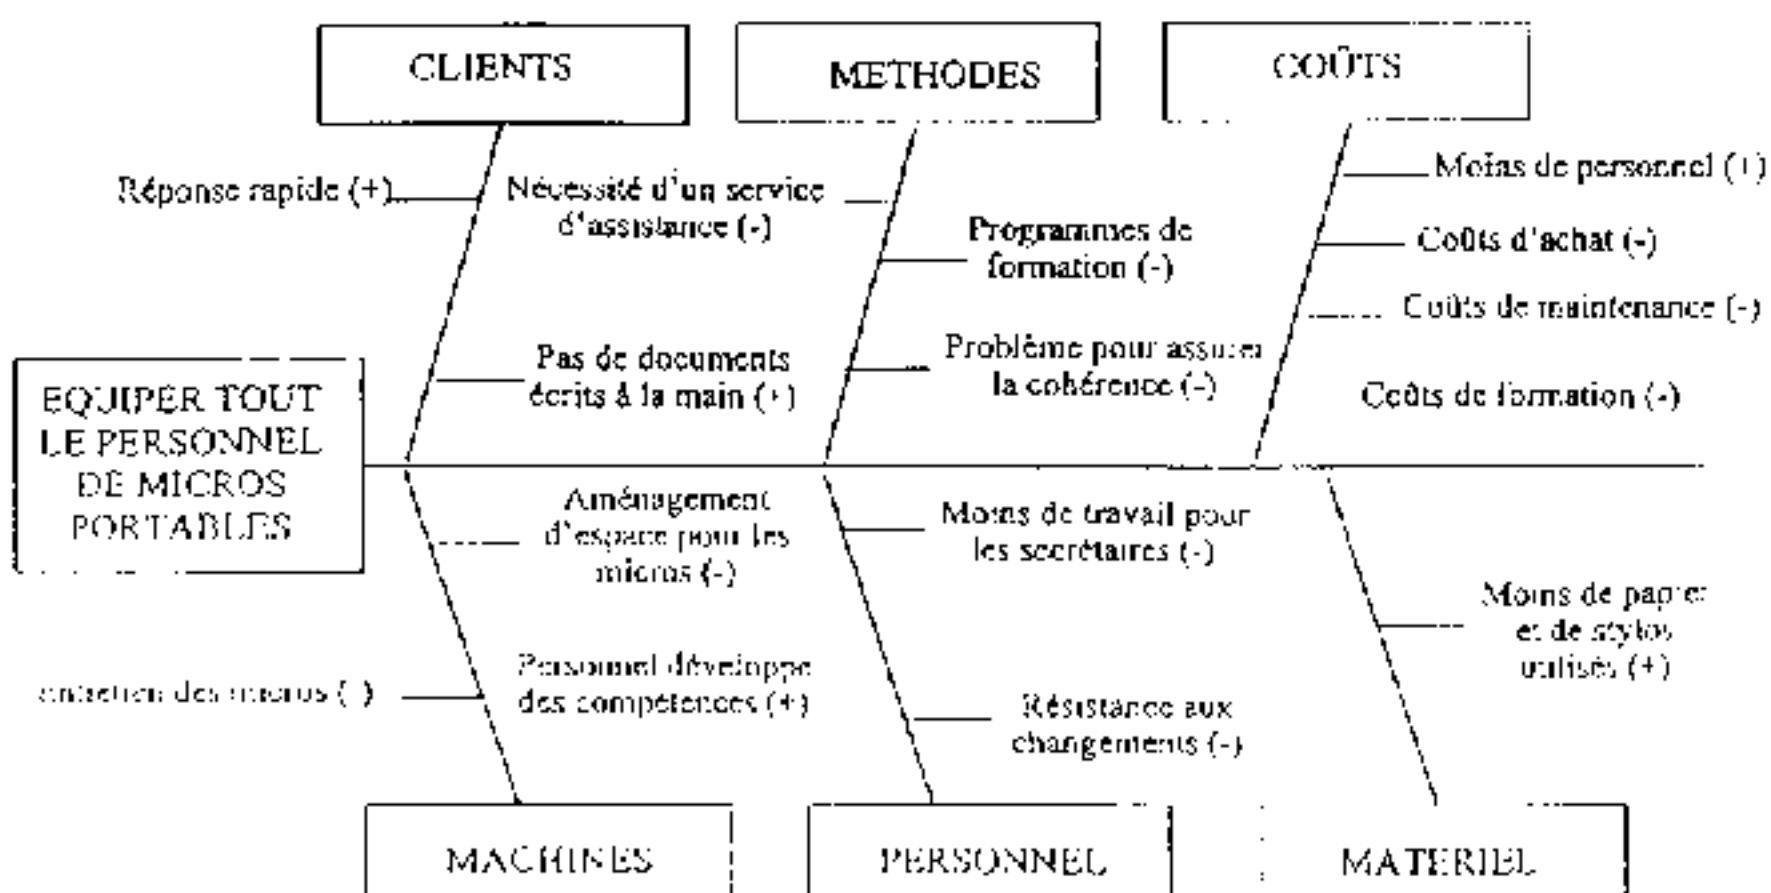 CLIENTS
METHODES
COÛTS
Réponse rapide (+)
Nécessité d'un service
d'assistance (-)
Programmes de
formation (-)
Moins de personnel (+)
Coûts d'achat (-)
Coûts de maintenance (-)
Pas de documents
écrits à la main (+)
Problème pour assurer
la cohérence (-)
Coûts de formation (-)
EQUIPER TOUT
LE PERSONNEL
DE MICROS
PORTABLES
Aménagement
d'espace pour les
micros (-)
Moins de travail pour
les secrétaires (-)
Moins de papier
et de stylos
utilisés (+)
entretien des micros (-)
Personnel développe
des compétences (+)
Résistance aux
changements (-)
MACHINES
PERSONNEL
MATERIEL